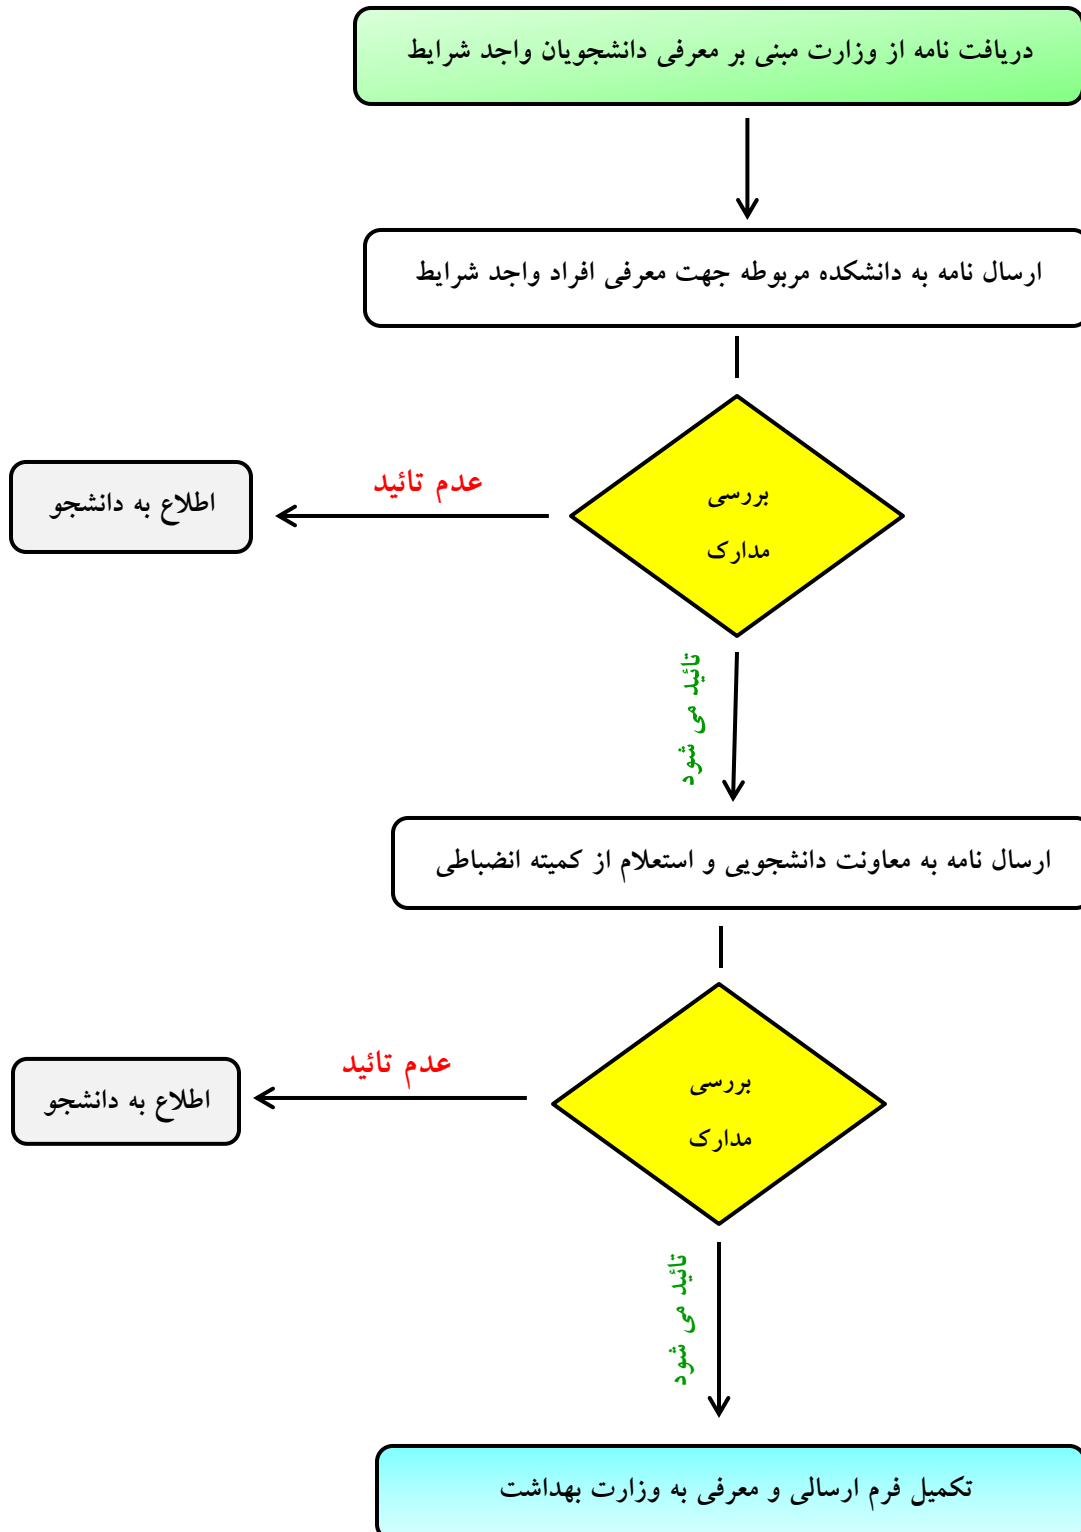 دریافت نامه از وزارت مبنی بر معرفی دانشجویان واجد شرایط
ارسال نامه به دانشکده مربوطه جهت معرفی افراد واجد شرایط
بررسی
مدارک
عدم تائید
اطلاع به دانشجو
تائید می شود
ارسال نامه به معاونت دانشجویی و استعلام از کمیته انضباطی
بررسی
مدارک
عدم تائید
اطلاع به دانشجو
تائید می شود
تکمیل فرم ارسالی و معرفی به وزارت بهداشت